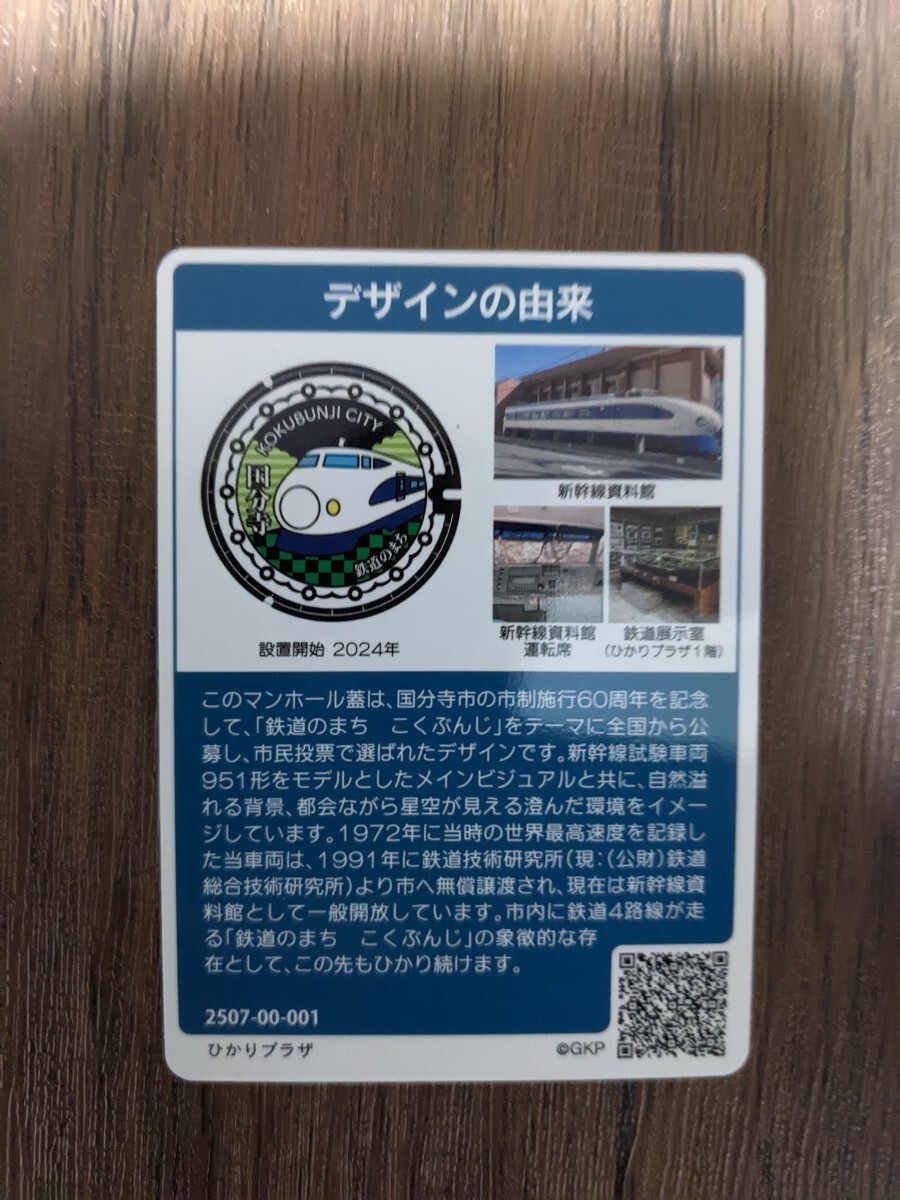 デザインの由来
KOKUBUNJI CITY
国分寺
鉄道のまち
設置開始 2024年
新幹線資料館
新幹線資料館
運転席
鉄道展示室
(ひかりプラザ1階)
このマンホール蓋は、国分寺市の市制施行60周年を記念
して、「鉄道のまち　こくぶんじ」をテーマに全国から公
募し、市民投票で選ばれたデザインです。新幹線試験車両
951形をモデルとしたメインビジュアルと共に、自然溢
れる背景、都会ながら星空が見える澄んだ環境をイメー
ジしています。1972年に当時の世界最高速度を記録し
た当車両は、1991年に鉄道技術研究所(現:(公財)鉄道
総合技術研究所)より市へ無償譲渡され、現在は新幹線資
料館として一般開放しています。市内に鉄道4路線が走
る「鉄道のまち　こくぶんじ」の象徴的な存
在として、この先もひかり続けます。
2507-00-001
ひかりプラザ
©GKP